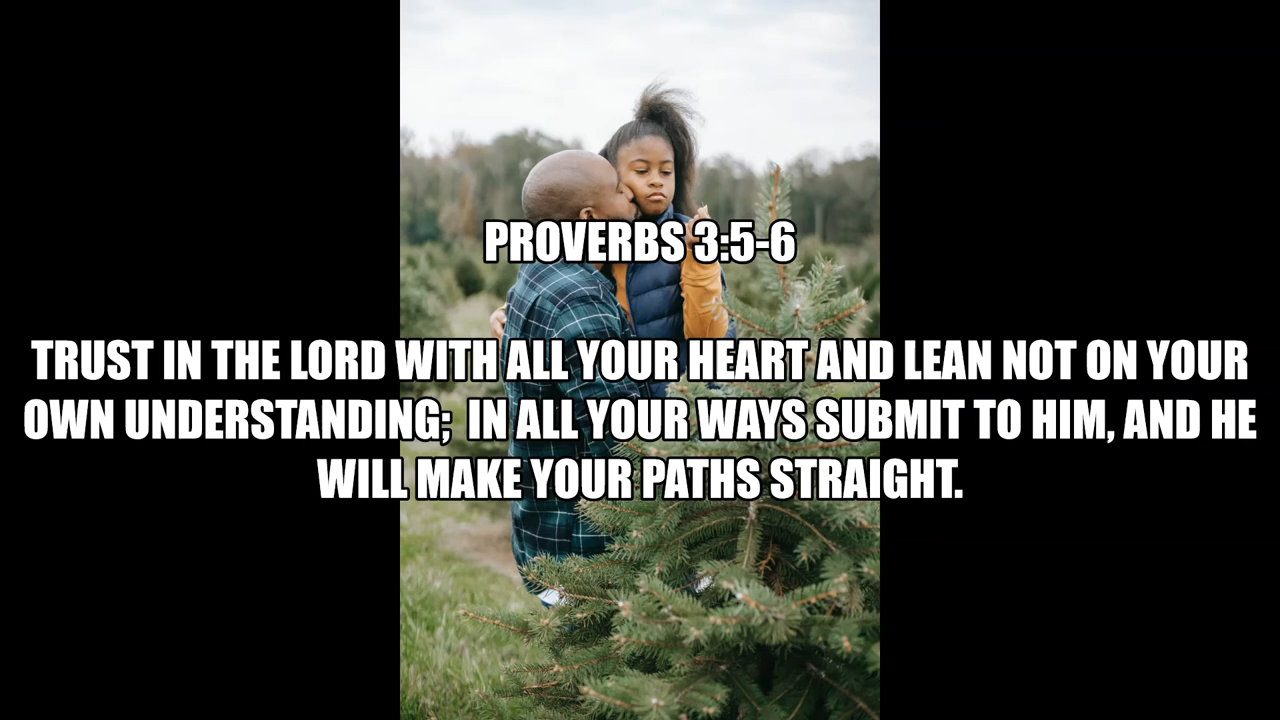 PROVERBS 3:5-6
TRUST IN THE LORD WITH ALL YOUR HEART AND LEAN NOT ON YOUR
OWN UNDERSTANDING;  IN ALL YOUR WAYS SUBMIT TO HIM, AND HE
WILL MAKE YOUR PATHS STRAIGHT.